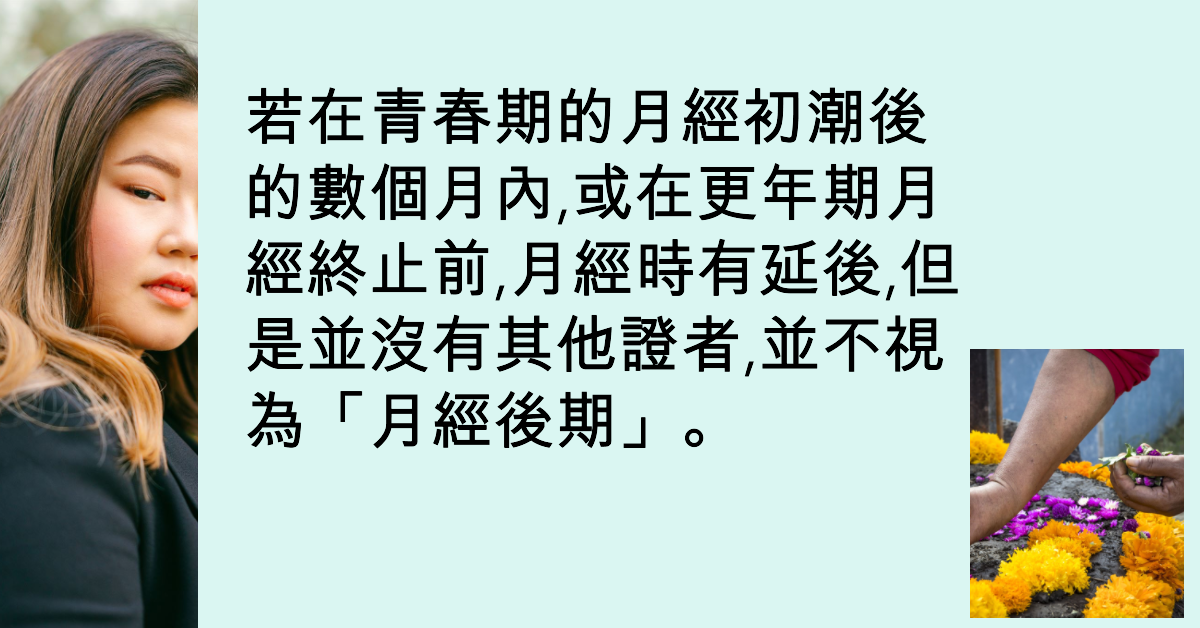 若在青春期的月經初潮後
的數個月內,或在更年期月
經終止前,月經時有延後,但
是並沒有其他證者,並不視
為「月經後期」。